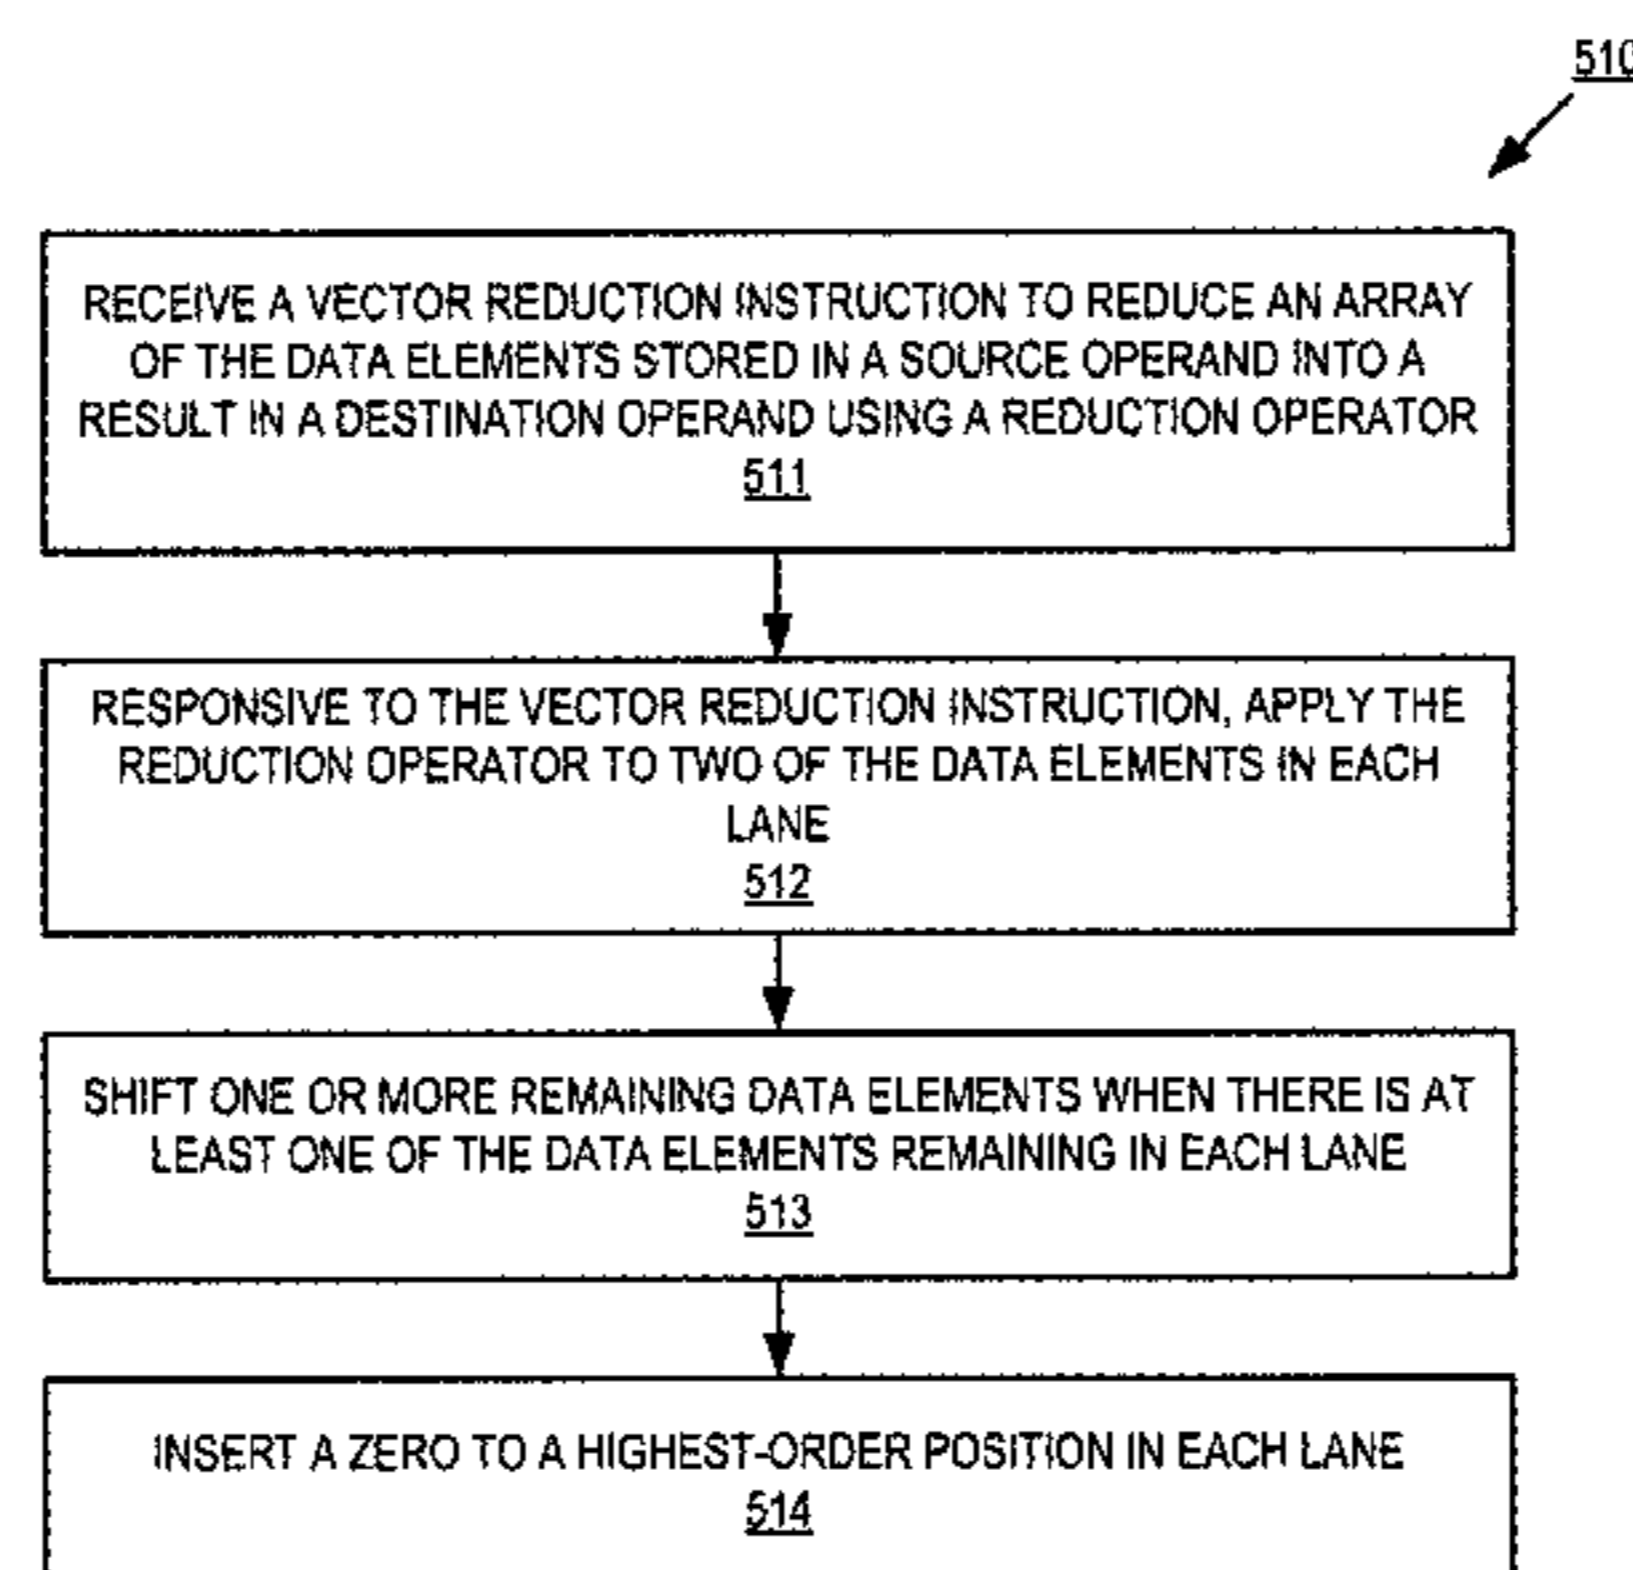 510
RECEIVE A VECTOR REDUCTION INSTRUCTION TO REDUCE AN ARRAY
OF THE DATA ELEMENTS STORED IN A SOURCE OPERAND INTO A
RESULT IN A DESTINATION OPERAND USING A REDUCTION OPERATOR
511
RESPONSIVE TO THE VECTOR REDUCTION INSTRUCTION, APPLY THE
REDUCTION OPERATOR TO TWO OF THE DATA ELEMENTS IN EACH
LANE
512
SHIFT ONE OR MORE REMAINING DATA ELEMENTS WHEN THERE IS AT
LEAST ONE OF THE DATA ELEMENTS REMAINING IN EACH LANE
513
INSERT A ZERO TO A HIGHEST-ORDER POSITION IN EACH LANE
514